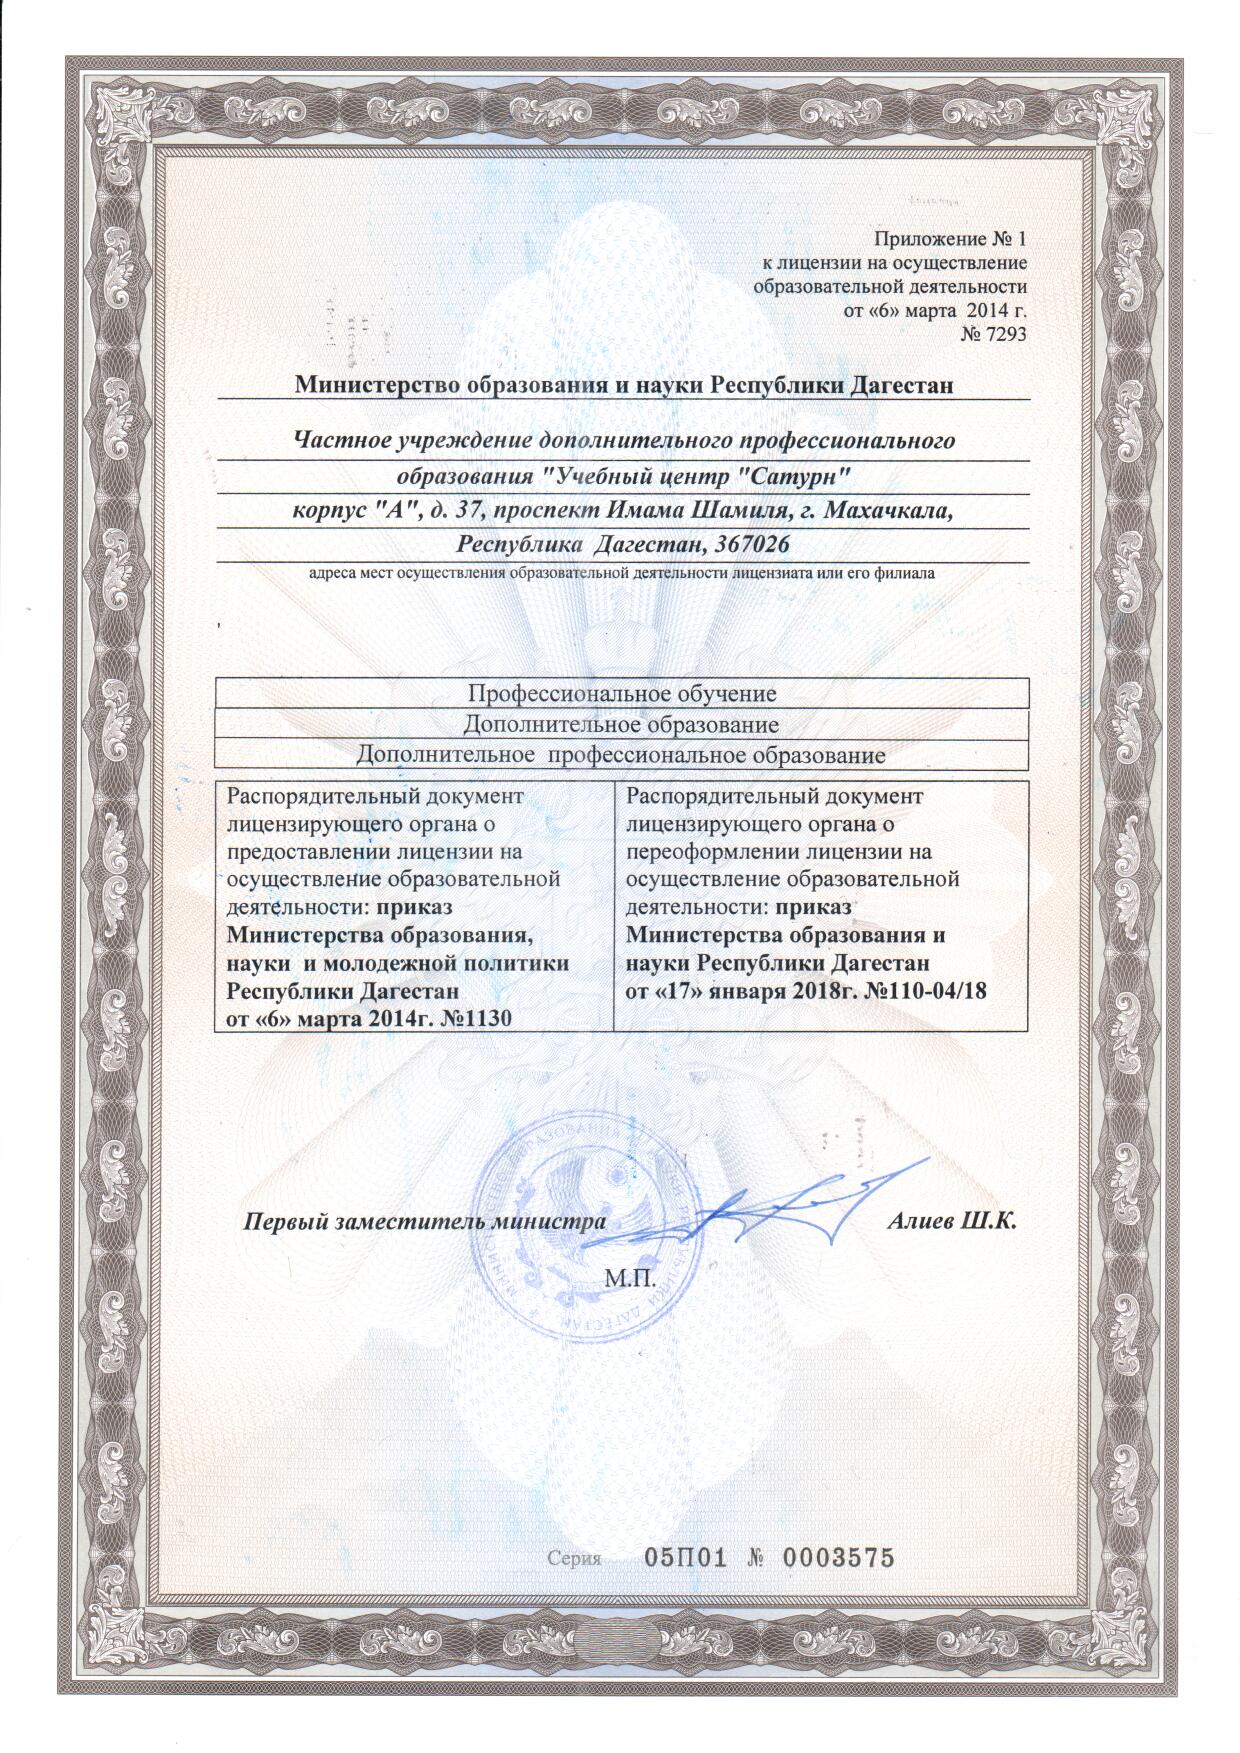 Приложение № 1
к лицензии на осуществление
образовательной деятельности
от «6» марта 2014 г.
№ 7293
Министерство образования и науки Республики Дагестан
Частное учреждение дополнительного профессионального
образования "Учебный центр "Сатурн"
корпус "А", д. 37, проспект Имама Шамиля, г. Махачкала,
Республика Дагестан, 367026
адреса мест осуществления образовательной деятельности лицензиата или его филиала
Профессиональное обучение
Дополнительное образование
Дополнительное профессиональное образование
Распорядительный документ
лицензирующего органа о
предоставлении лицензии на
осуществление образовательной
деятельности: приказ
Министерства образования,
науки и молодежной политики
Республики Дагестан
от «6» марта 2014г. №1130
Распорядительный документ
лицензирующего органа о
переоформлении лицензии на
осуществление образовательной
деятельности: приказ
Министерства образования и
науки Республики Дагестан
от «17» января 2018г. №110-04/18
Первый заместитель министра
Алиев Ш.К.
М.П.
Серия 05П01 № 0003575